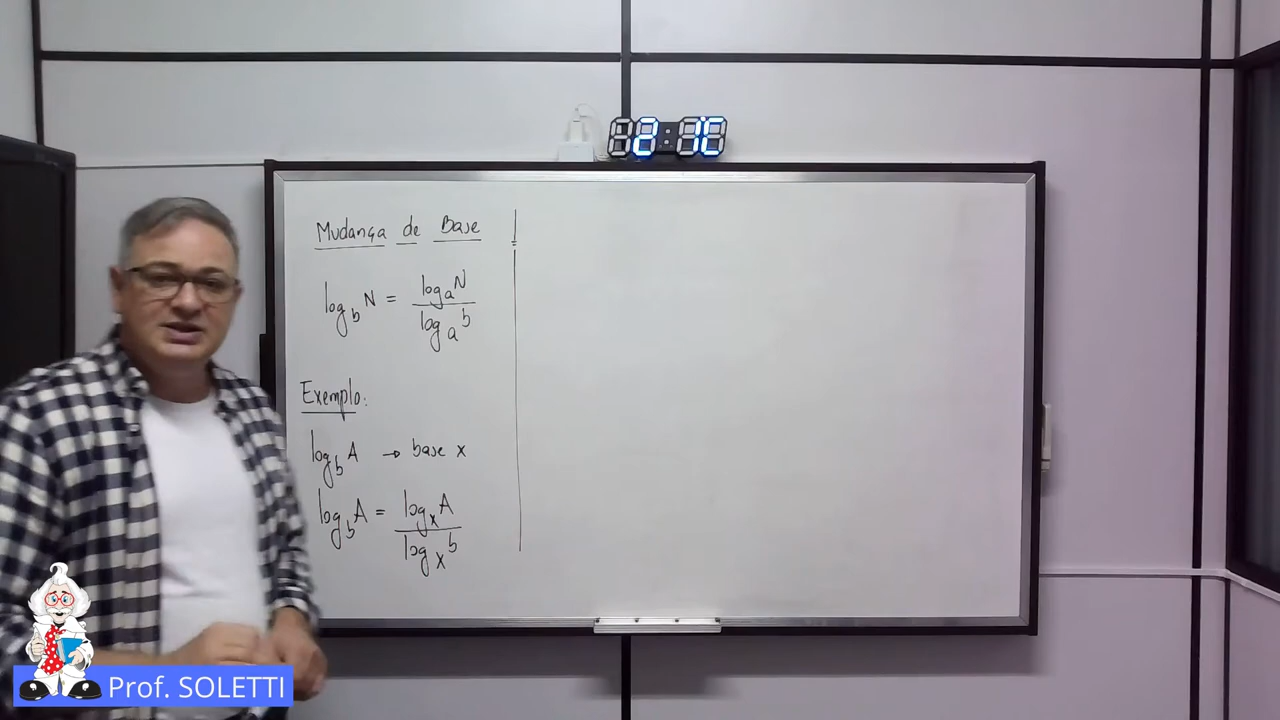 Mudança de Base
log_b N = log_a N / log_a b
Exemplo:
log_b A → base x
log_b A = log_x A / log_x b
Prof. SOLETTI